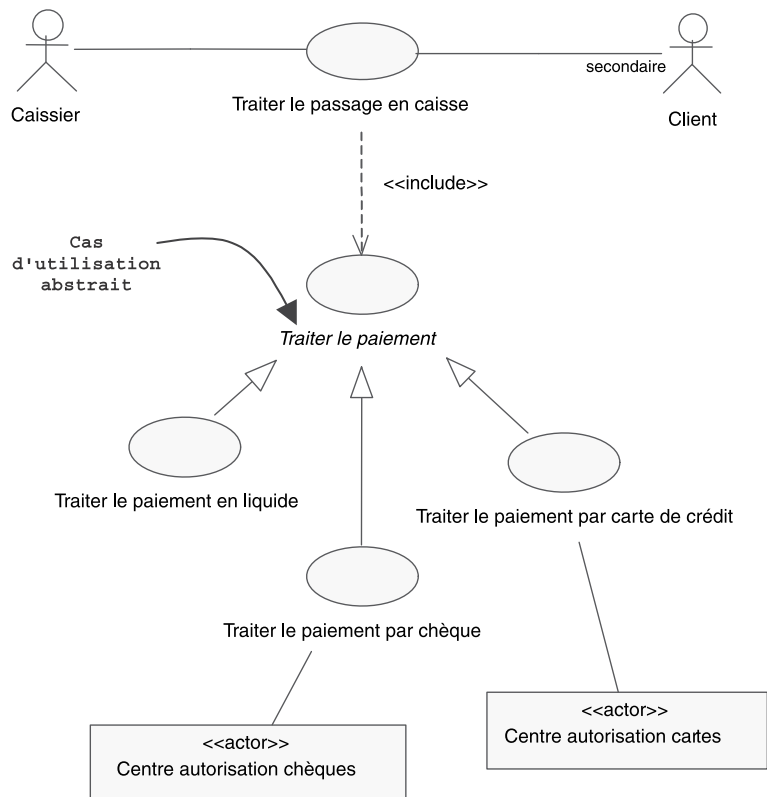 secondaire
Caissier
Traiter le passage en caisse
Client
<<include>>
Cas
d'utilisation
abstrait
Traiter le paiement
Traiter le paiement en liquide
Traiter le paiement par carte de crédit
Traiter le paiement par chèque
<<actor>>
Centre autorisation cartes
<<actor>>
Centre autorisation chèques